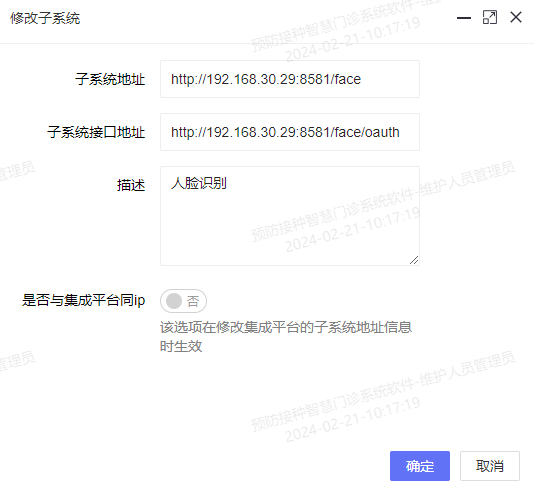 修改子系统
预防接种智慧门诊系统软件-维护人员管理员
2024-02-21-10:17:19
子系统地址
http://192.168.30.29:8581/face
子系统接口地址
http://192.168.30.29:8581/face/oauth
描述
人脸识别
管理员
预防接种智慧门诊系统软件-维护人员管理员
2024-02-21-10:17:19
是否与集成平台同ip
否
该选项在修改集成平台的子系统地址信息
时生效
管理员
预防接种智慧门诊系统软件-维护人员管理员
2024-02-21-10:17:19
确定
取消